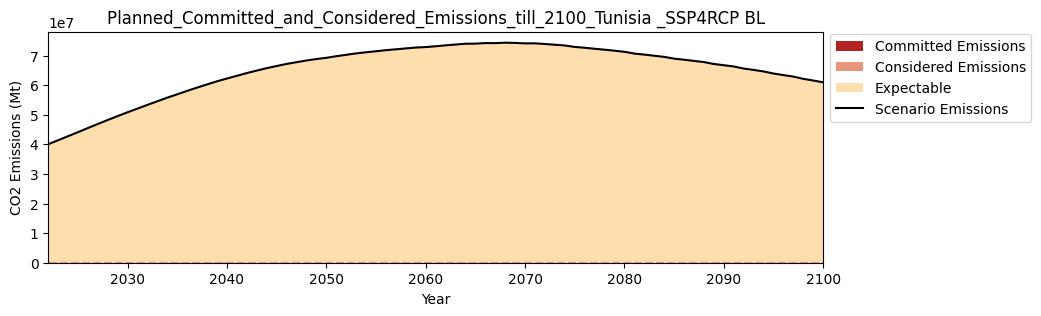 Planned_Committed_and_Considered_Emissions_till_2100_Tunisia _SSP4RCP BL
1e7
CO2 Emissions (Mt)
7
6
5
4
3
2
1
0
2030 2040 2050 2060 2070 2080 2090 2100
Year
Committed Emissions
Considered Emissions
Expectable
Scenario Emissions